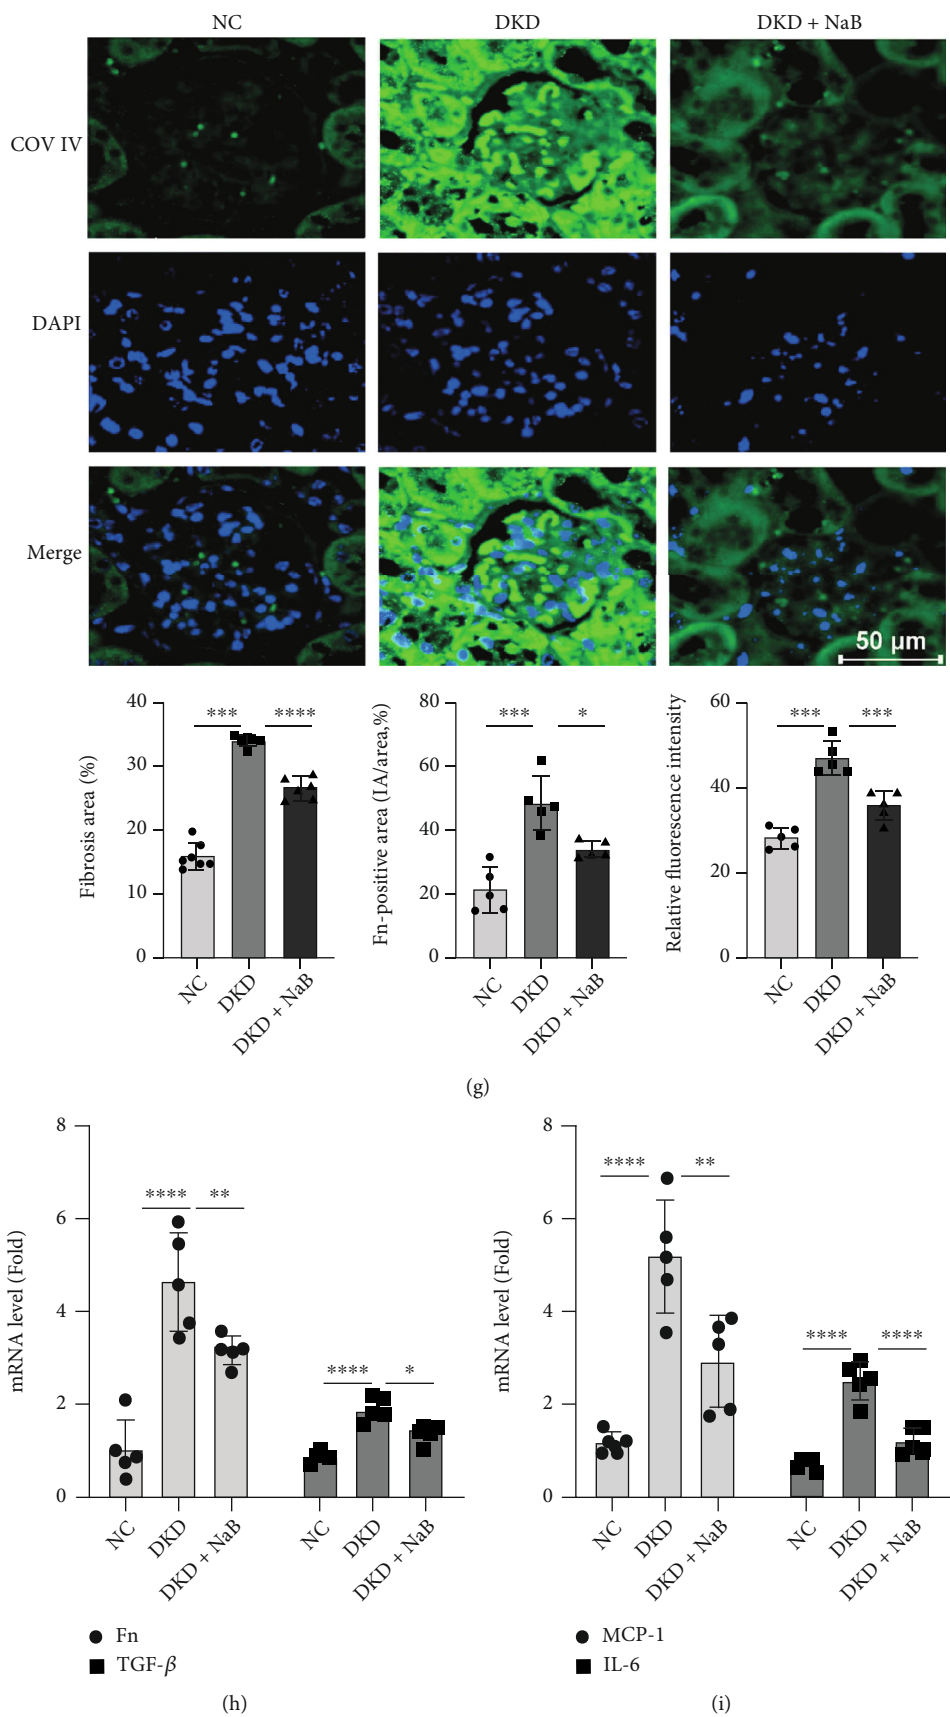 NC DKD DKD + NaB
COV IV
DAPI
Merge
50 μm
Fibrosis area (%)
40
30
20
10
0
*** ****
NC DKD DKD + NaB
Fn-positive area (IA/area,%)
80
60
40
20
0
*** *
NC DKD DKD + NaB
Relative fluorescence intensity
60
40
20
0
*** ***
NC DKD DKD + NaB
(g)
mRNA level (Fold)
8
6
4
2
0
**** **
**** *
NC DKD DKD + NaB NC DKD DKD + NaB
Fn
TGF-β
(h)
mRNA level (Fold)
8
6
4
2
0
**** **
**** ****
NC DKD DKD + NaB NC DKD DKD + NaB
MCP-1
IL-6
(i)